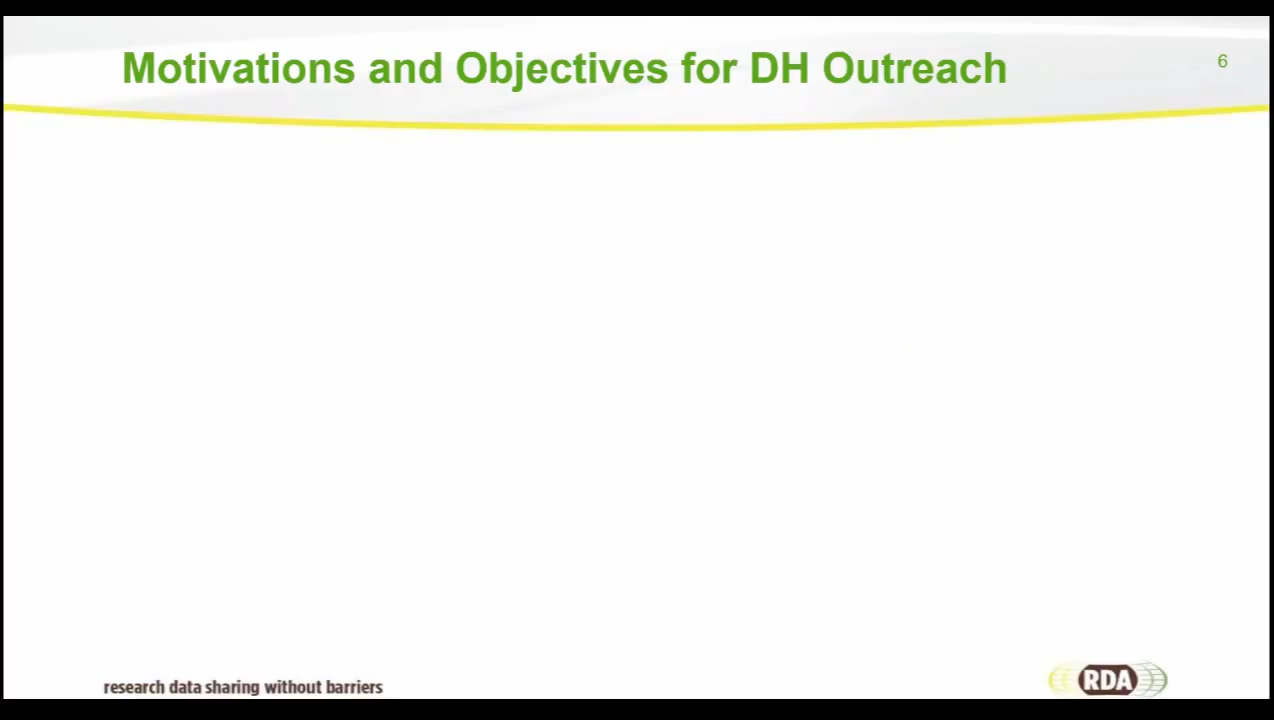 Motivations and Objectives for DH Outreach
6
research data sharing without barriers
RDA